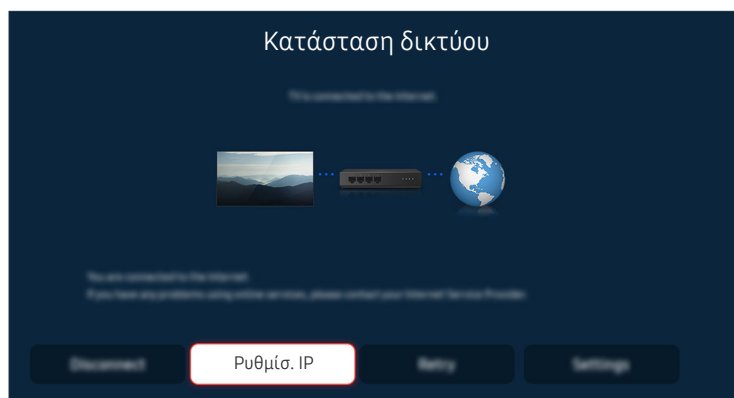 Κατάσταση δικτύου
TV is connected to the Internet.
You are connected to the Internet.
If you have any problems using online services, please contact your Internet Service Provider.
Disconnect
Ρυθμίσ. IP
Retry
Settings